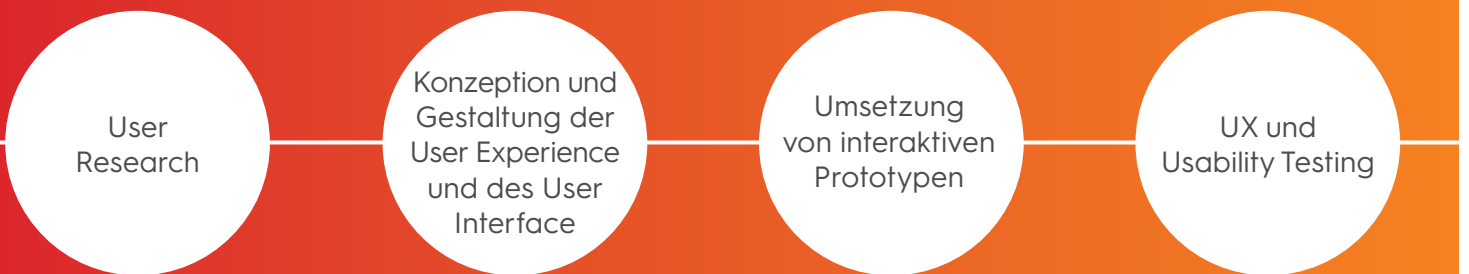 User
Research
Konzeption und
Gestaltung der
User Experience
und des User
Interface
Umsetzung
von interaktiven
Prototypen
UX und
Usability Testing